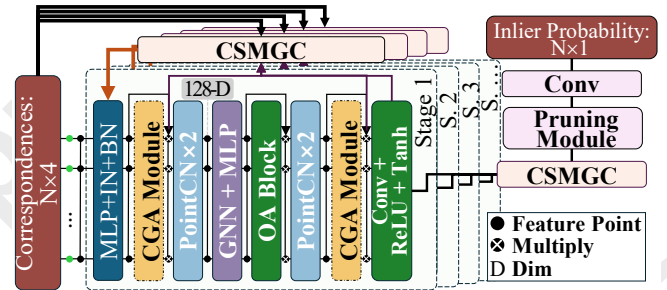 CSMGC
Inlier Probability:
N×1
Conv
Pruning
Module
CSMGC
Correspondences:
N×4
128-D
MLP+IN+BN
CGA Module
PointCN×2
GNN + MLP
OA Block
PointCN×2
CGA Module
Conv +
ReLU + Tanh
Stage 1
S. 2
S. 3
S. ...
Feature Point
Multiply
D Dim